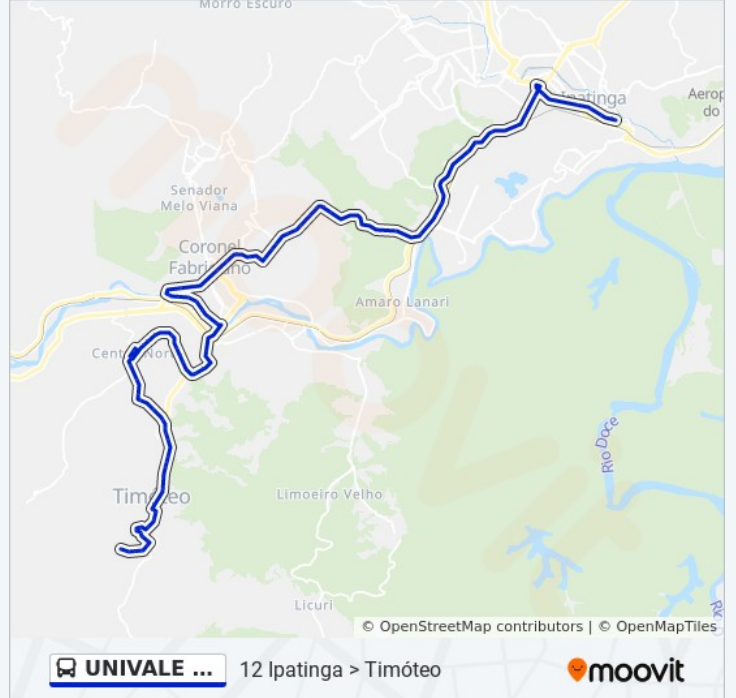 Morro Escuro
Ipatinga
Aerop
do
Senador
Melo Viana
Coronel
Fabriciano
Amaro Lanari
Centro Norte
Rio Doce
Timóteo
Limoeiro Velho
Licuri
© OpenStreetMap contributors | © OpenMapTiles
UNIVALE ...
12 Ipatinga > Timóteo
moovit